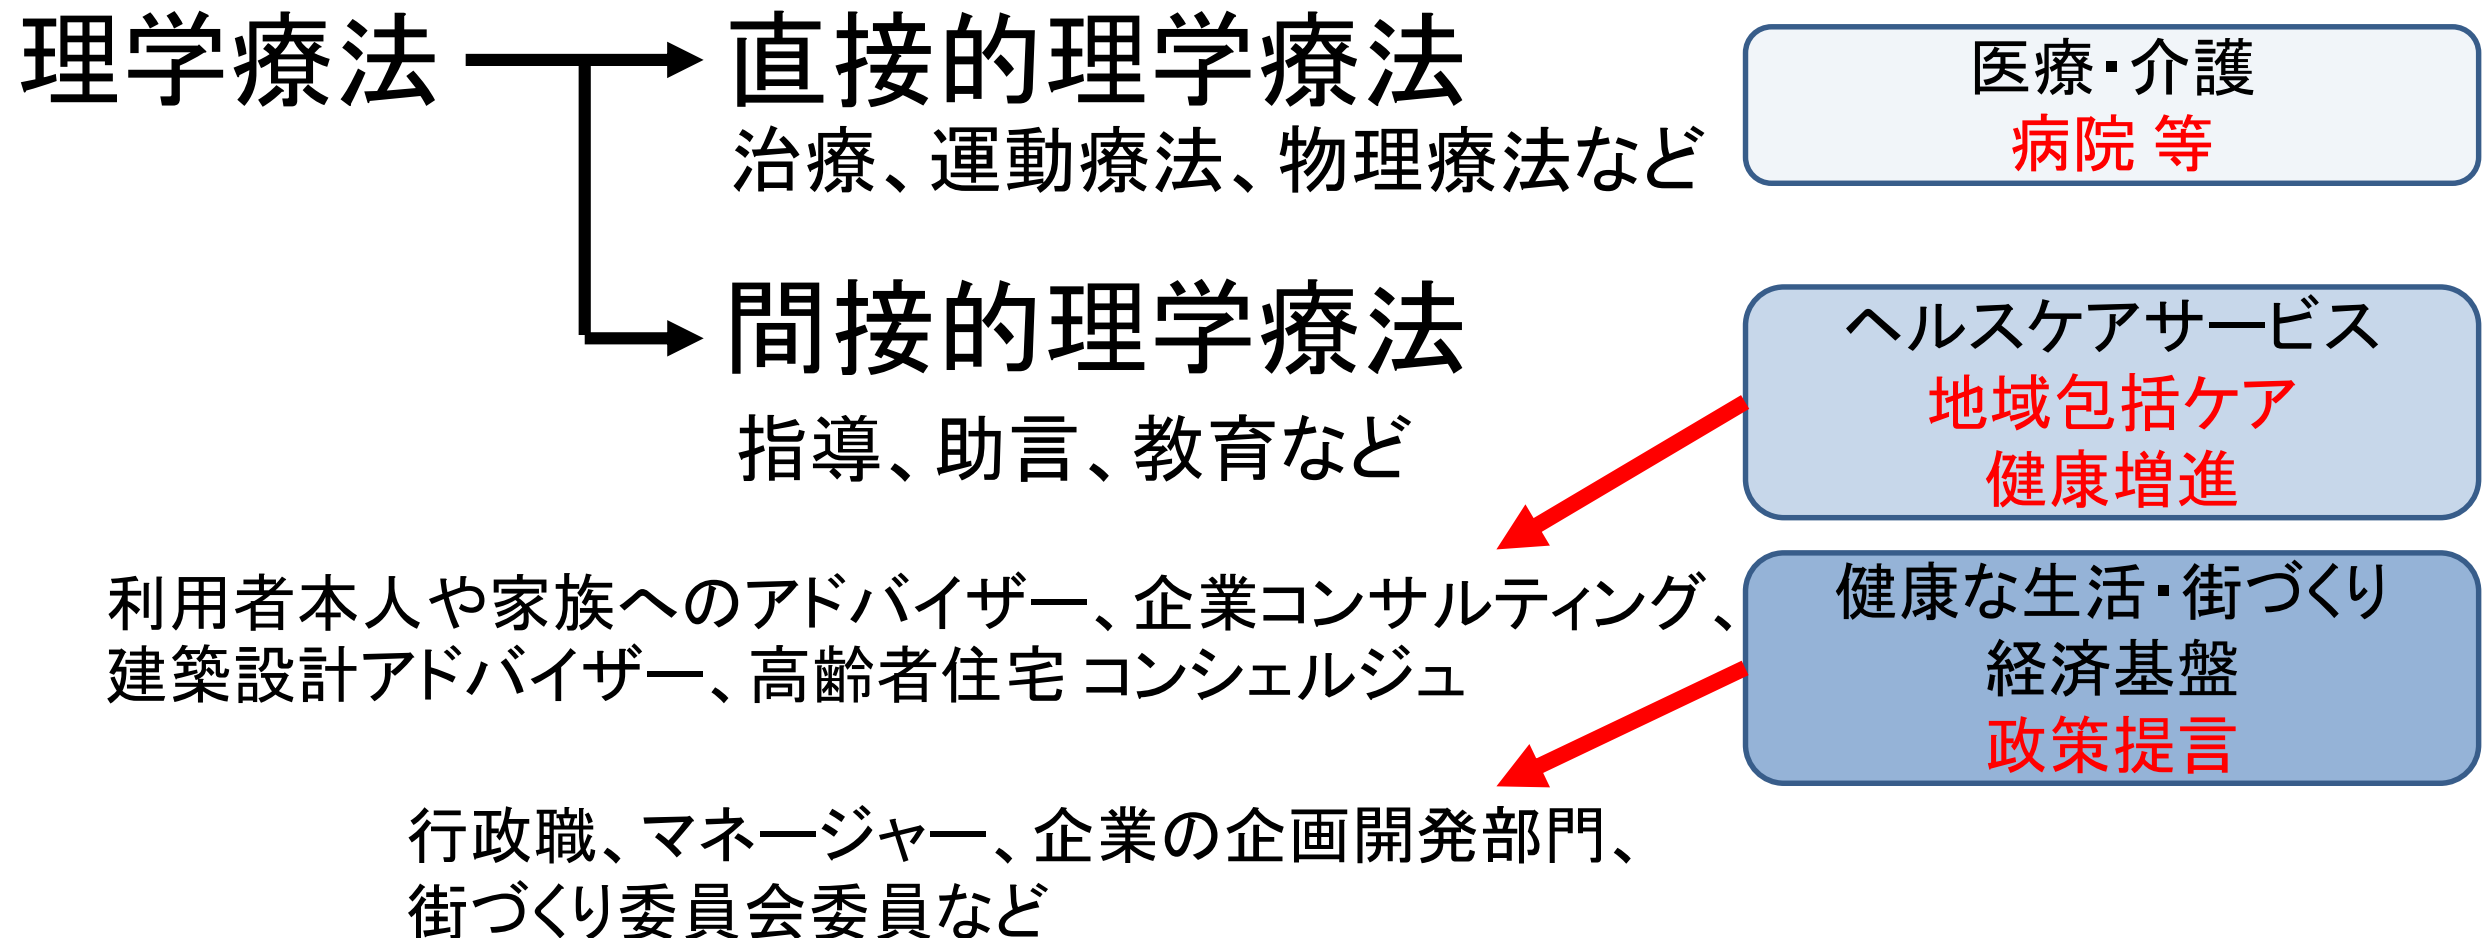 理学療法
直接的理学療法
治療、運動療法、物理療法など
医療・介護
病院 等
間接的理学療法
指導、助言、教育など
ヘルスケアサービス
地域包括ケア
健康増進
利用者本人や家族へのアドバイザー、企業コンサルティング、
建築設計アドバイザー、高齢者住宅 コンシェルジュ
健康な生活・街づくり
経済基盤
政策提言
行政職、マネージャー、企業の企画開発部門、
街づくり委員会委員など